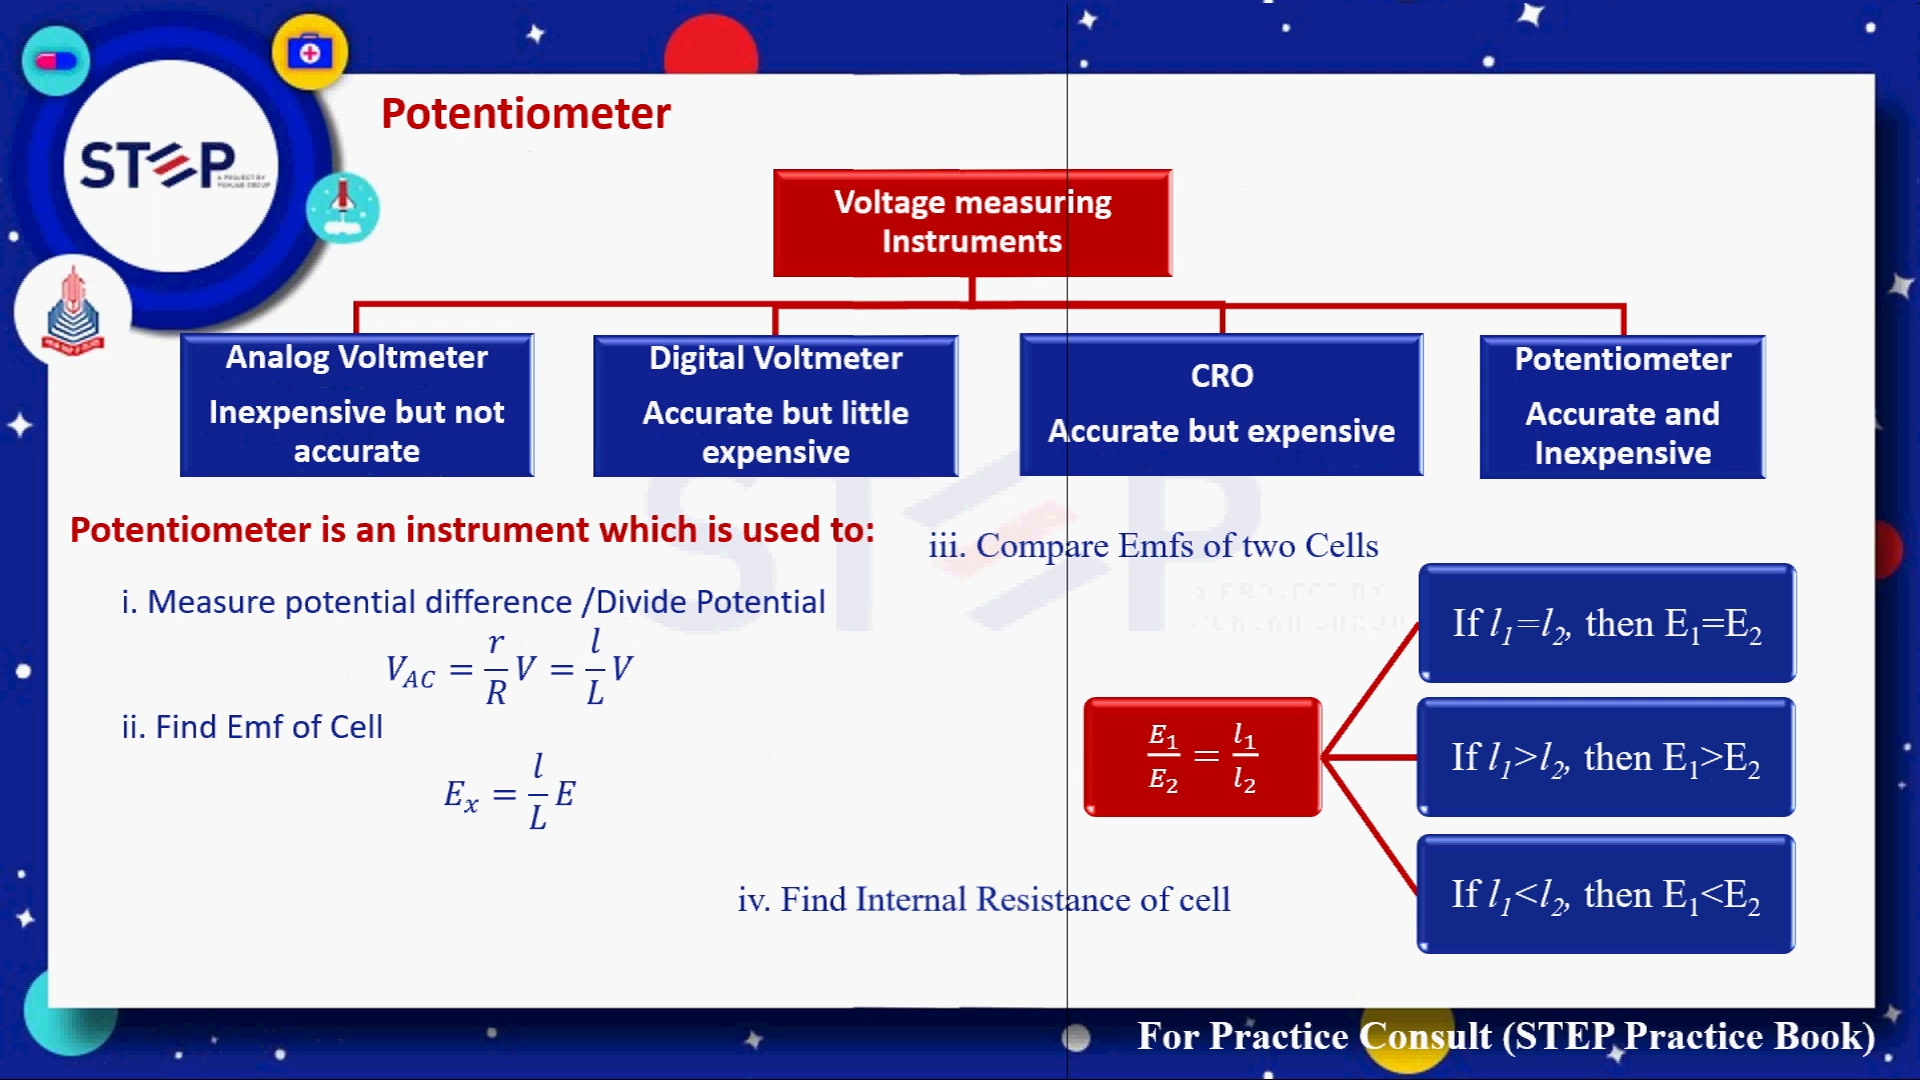 STEP
A PROJECT BY
PUNJAB GROUP
Potentiometer
Voltage measuring
Instruments
Analog Voltmeter
Inexpensive but not
accurate
Digital Voltmeter
Accurate but little
expensive
CRO
Accurate but expensive
Potentiometer
Accurate and
Inexpensive
Potentiometer is an instrument which is used to:
i. Measure potential difference /Divide Potential
V_AC = r/R V = l/L V
ii. Find Emf of Cell
E_x = l/L E
iii. Compare Emfs of two Cells
E₁/E₂ = l₁/l₂
If l₁=l₂, then E₁=E₂
If l₁>l₂, then E₁>E₂
If l₁<l₂, then E₁<E₂
iv. Find Internal Resistance of cell
For Practice Consult (STEP Practice Book)